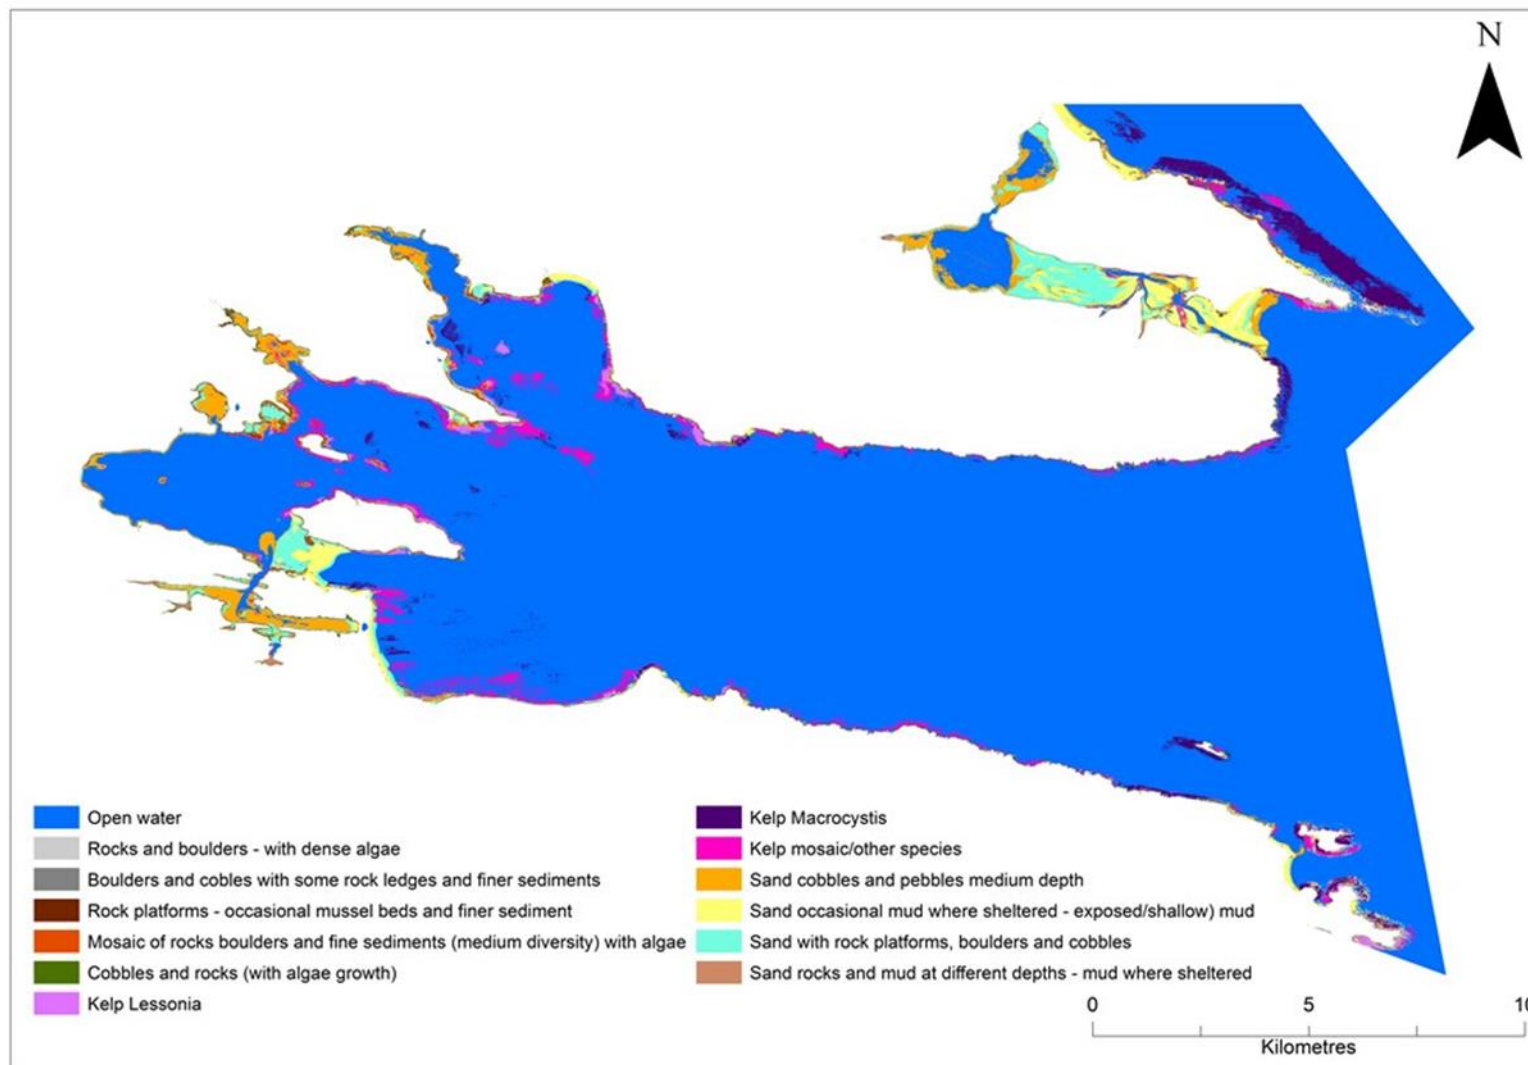 N
Open water
Rocks and boulders - with dense algae
Boulders and cobles with some rock ledges and finer sediments
Rock platforms - occasional mussel beds and finer sediment
Mosaic of rocks boulders and fine sediments (medium diversity) with algae
Cobbles and rocks (with algae growth)
Kelp Lessonia
Kelp Macrocystis
Kelp mosaic/other species
Sand cobbles and pebbles medium depth
Sand occasional mud where sheltered - exposed/shallow) mud
Sand with rock platforms, boulders and cobbles
Sand rocks and mud at different depths - mud where sheltered
0 5 10
Kilometres